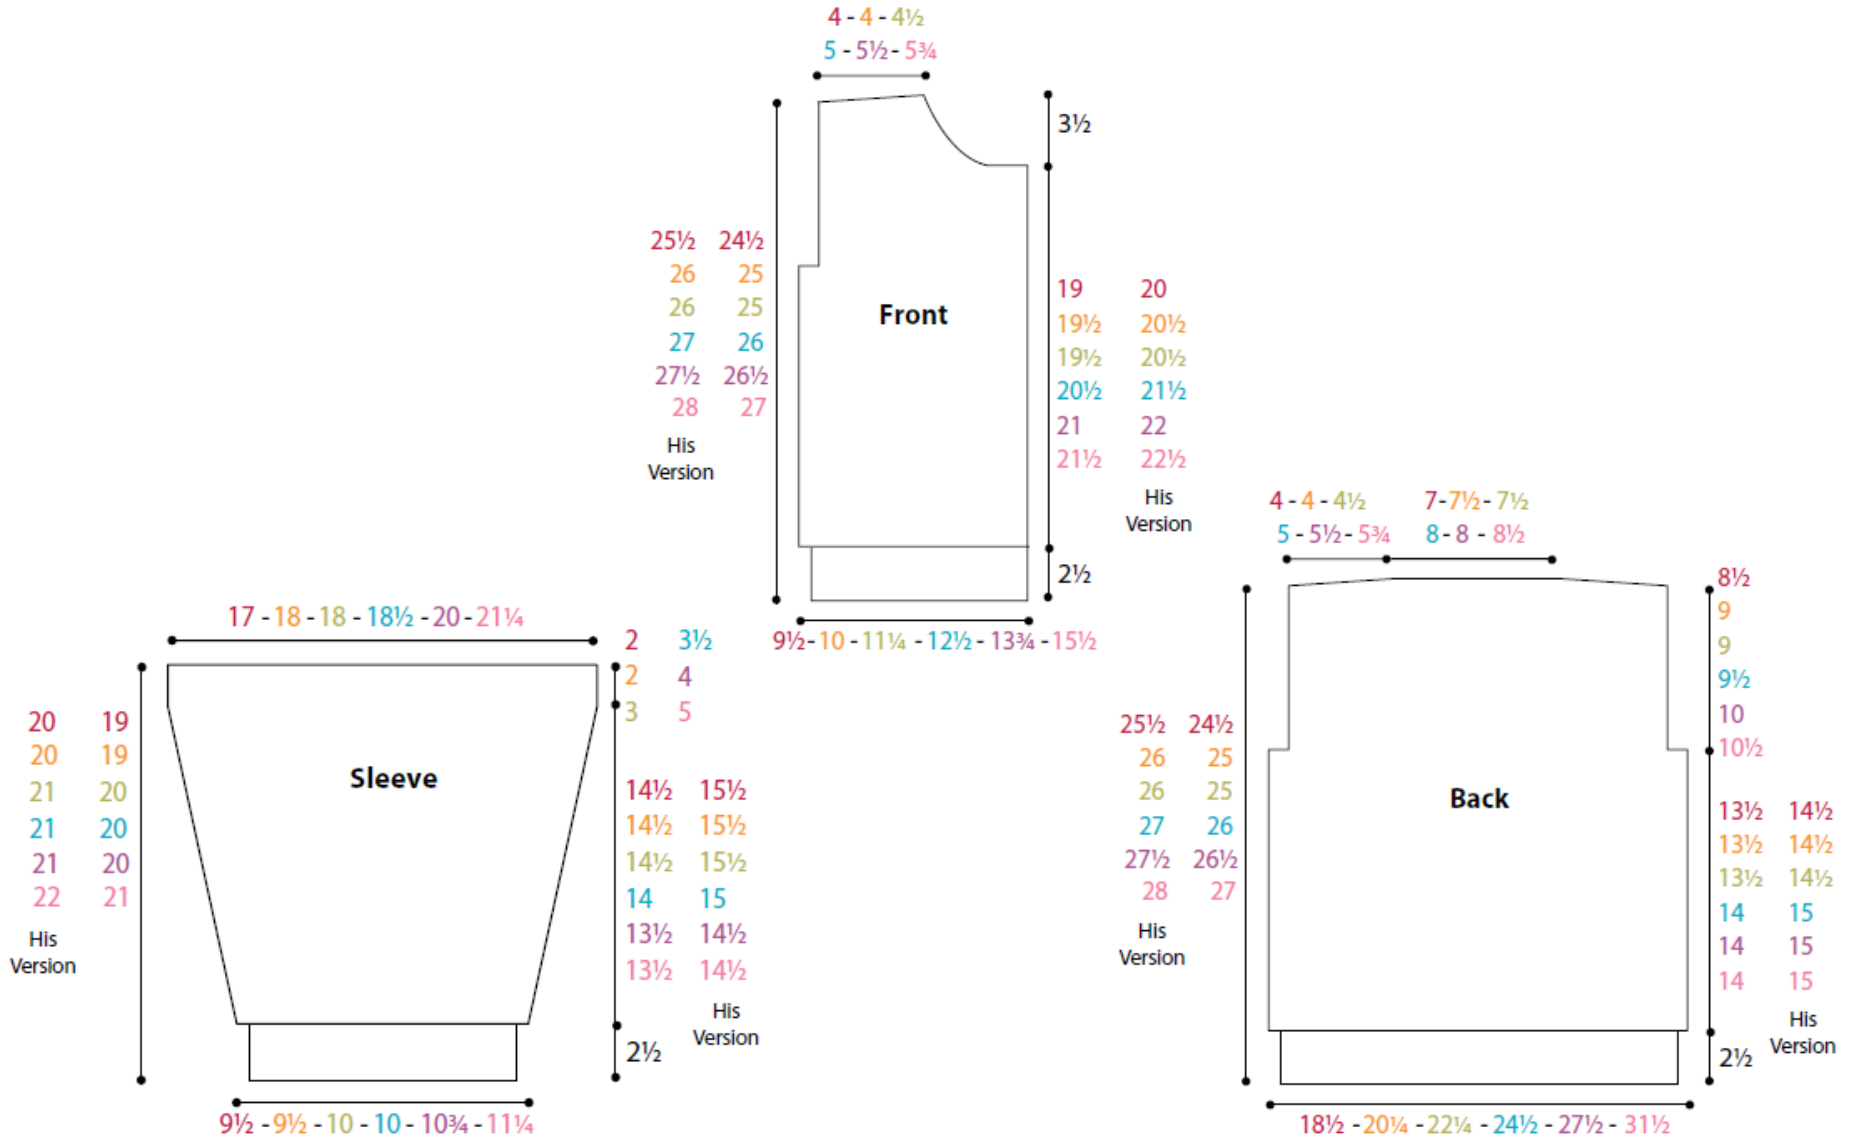 4 - 4 - 4½
5 - 5½ - 5¾
3½
25½ 24½
26 25
26 25
27 26
27½ 26½
28 27
His
Version
Front
19 20
19½ 20½
19½ 20½
20½ 21½
21 22
21½ 22½
His
Version
2½
9½ - 10 - 11¼ - 12½ - 13¾ - 15½
17 - 18 - 18 - 18½ - 20 - 21¼
2 3½
2 4
3 5
20 19
20 19
21 20
21 20
21 20
22 21
His
Version
Sleeve
14½ 15½
14½ 15½
14½ 15½
14 15
13½ 14½
13½ 14½
His
Version
2½
9½ - 9½ - 10 - 10 - 10¾ - 11¼
4 - 4 - 4½
5 - 5½ - 5¾
7 - 7½ - 7½
8 - 8 - 8½
8½
9
9
9½
10
10½
25½ 24½
26 25
26 25
27 26
27½ 26½
28 27
His
Version
Back
13½ 14½
13½ 14½
13½ 14½
14 15
14 15
14 15
His
Version
2½
18½ - 20¼ - 22¼ - 24½ - 27½ - 31½